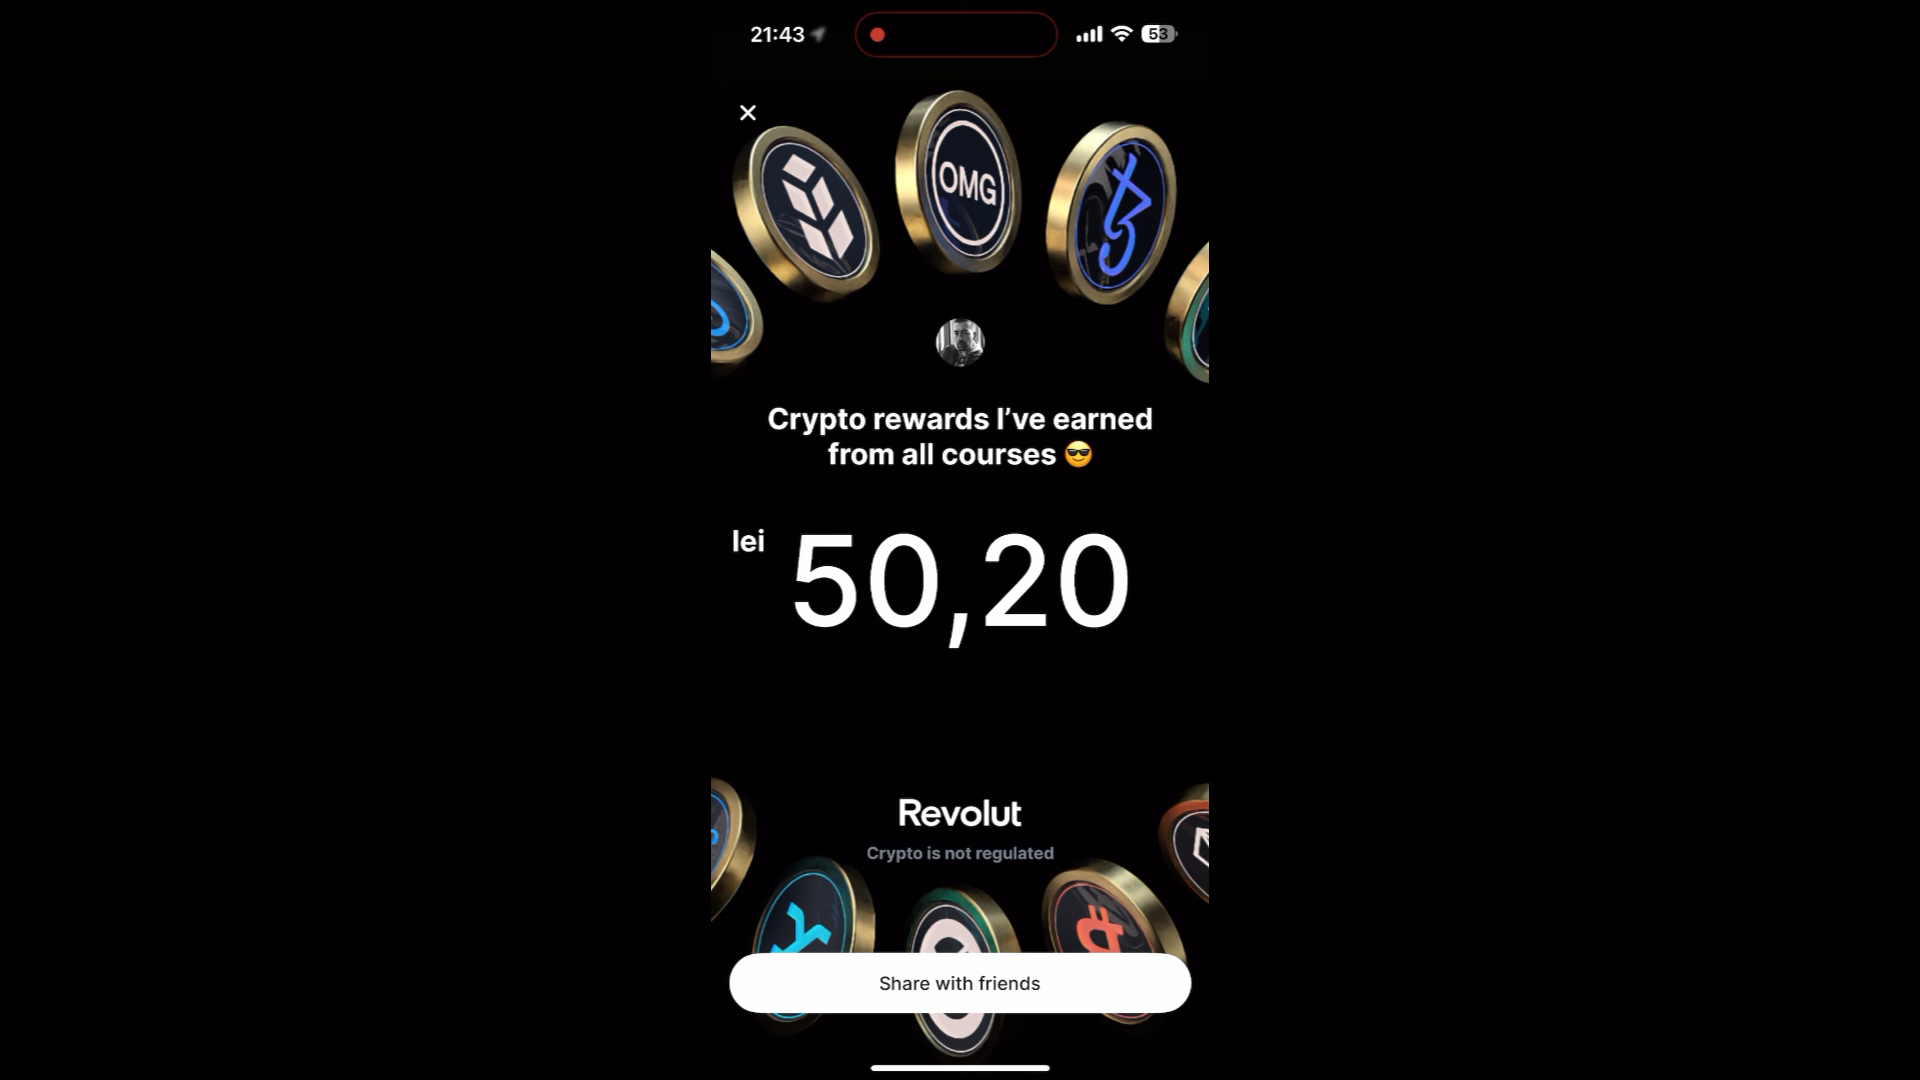 21:43
53
OMG
Crypto rewards I’ve earned
from all courses 😎
lei 50,20
Revolut
Crypto is not regulated
Share with friends